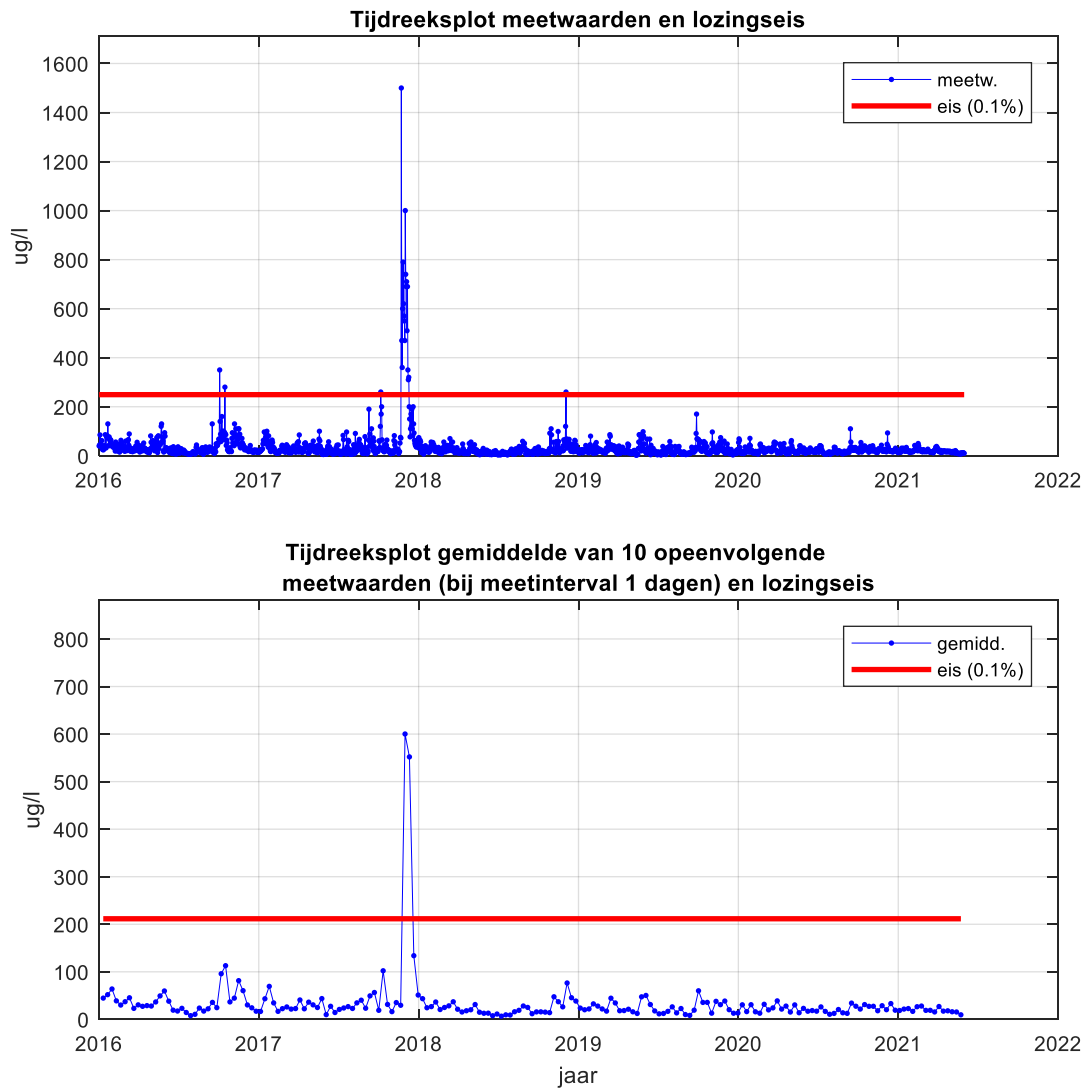 Tijdreeksplot meetwaarden en lozingseis
1600
1400
1200
1000
800
600
400
200
0
ug/l
meetw.
eis (0.1%)
2016 2017 2018 2019 2020 2021 2022
Tijdreeksplot gemiddelde van 10 opeenvolgende
meetwaarden (bij meetinterval 1 dagen) en lozingseis
800
700
600
500
400
300
200
100
0
ug/l
gemidd.
eis (0.1%)
2016 2017 2018 2019 2020 2021 2022
jaar